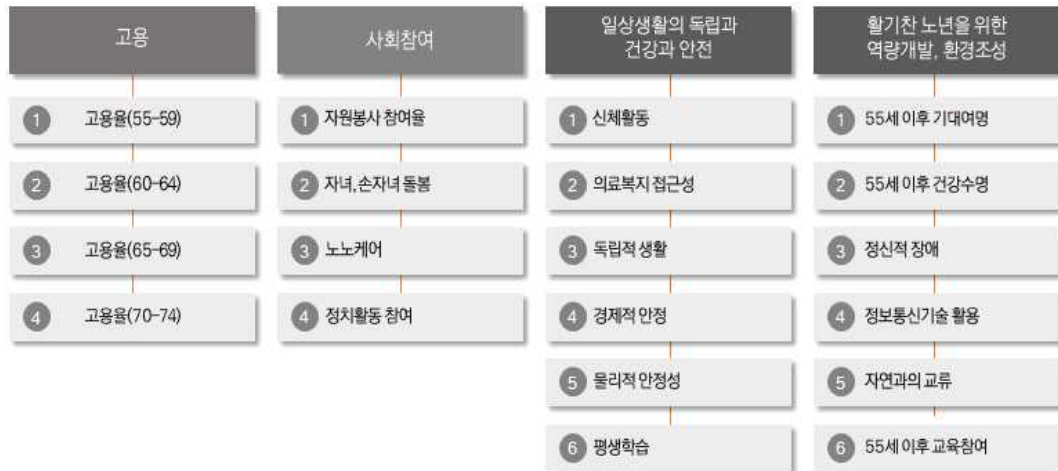 고용
1 고용율(55-59)
2 고용율(60-64)
3 고용율(65-69)
4 고용율(70-74)
사회참여
1 자원봉사 참여율
2 자녀,손자녀 돌봄
3 노노케어
4 정치활동 참여
일상생활의 독립과
건강과 안전
1 신체활동
2 의료복지 접근성
3 독립적 생활
4 경제적 안정
5 물리적 안정성
6 평생학습
활기찬 노년을 위한
역량개발, 환경조성
1 55세 이후 기대여명
2 55세 이후 건강수명
3 정신적 장애
4 정보통신기술 활용
5 자연과의 교류
6 55세 이후 교육참여